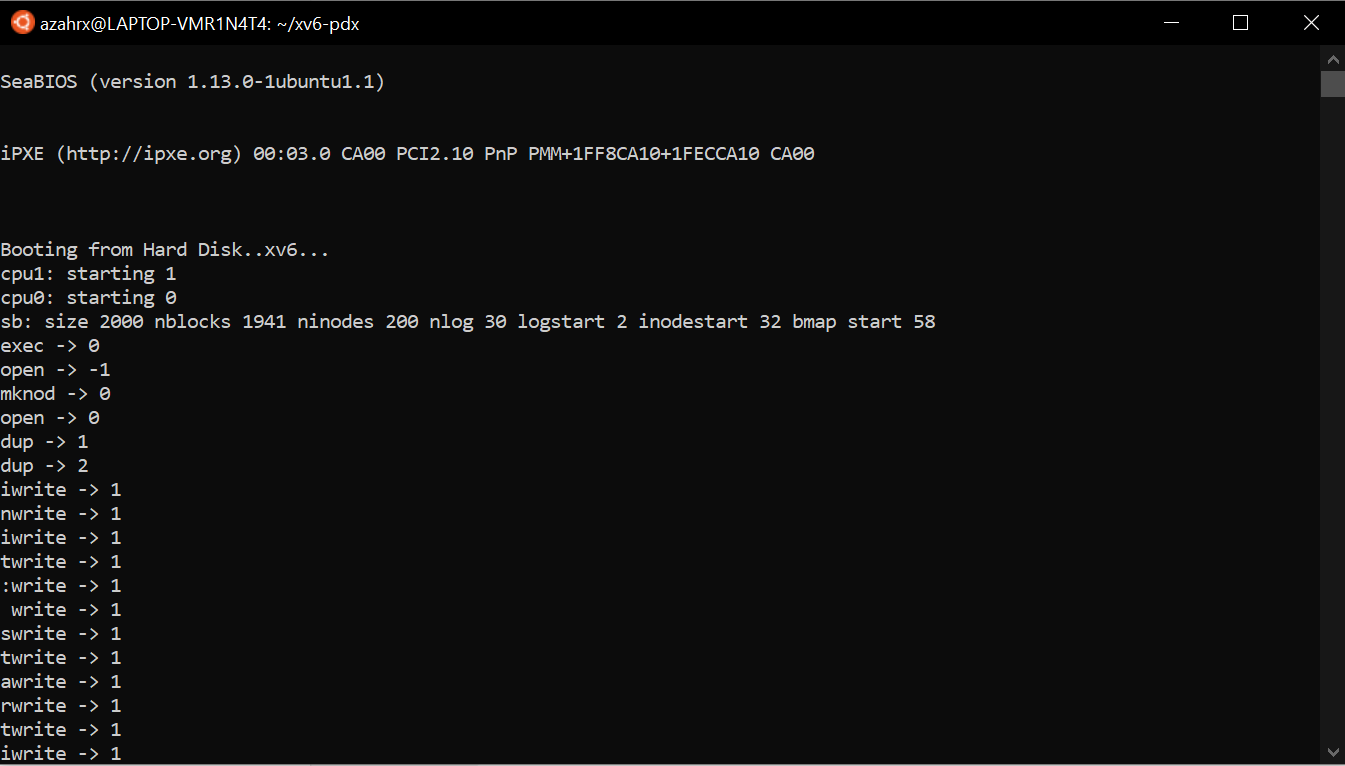 azahrx@LAPTOP-VMR1N4T4: ~/xv6-pdx
SeaBIOS (version 1.13.0-1ubuntu1.1)
iPXE (http://ipxe.org) 00:03.0 CA00 PCI2.10 PnP PMM+1FF8CA10+1FECCA10 CA00
Booting from Hard Disk..xv6...
cpu1: starting 1
cpu0: starting 0
sb: size 2000 nblocks 1941 ninodes 200 nlog 30 logstart 2 inodestart 32 bmap start 58
exec -> 0
open -> -1
mknod -> 0
open -> 0
dup -> 1
dup -> 2
iwrite -> 1
nwrite -> 1
iwrite -> 1
twrite -> 1
:write -> 1
 write -> 1
swrite -> 1
twrite -> 1
awrite -> 1
rwrite -> 1
twrite -> 1
iwrite -> 1